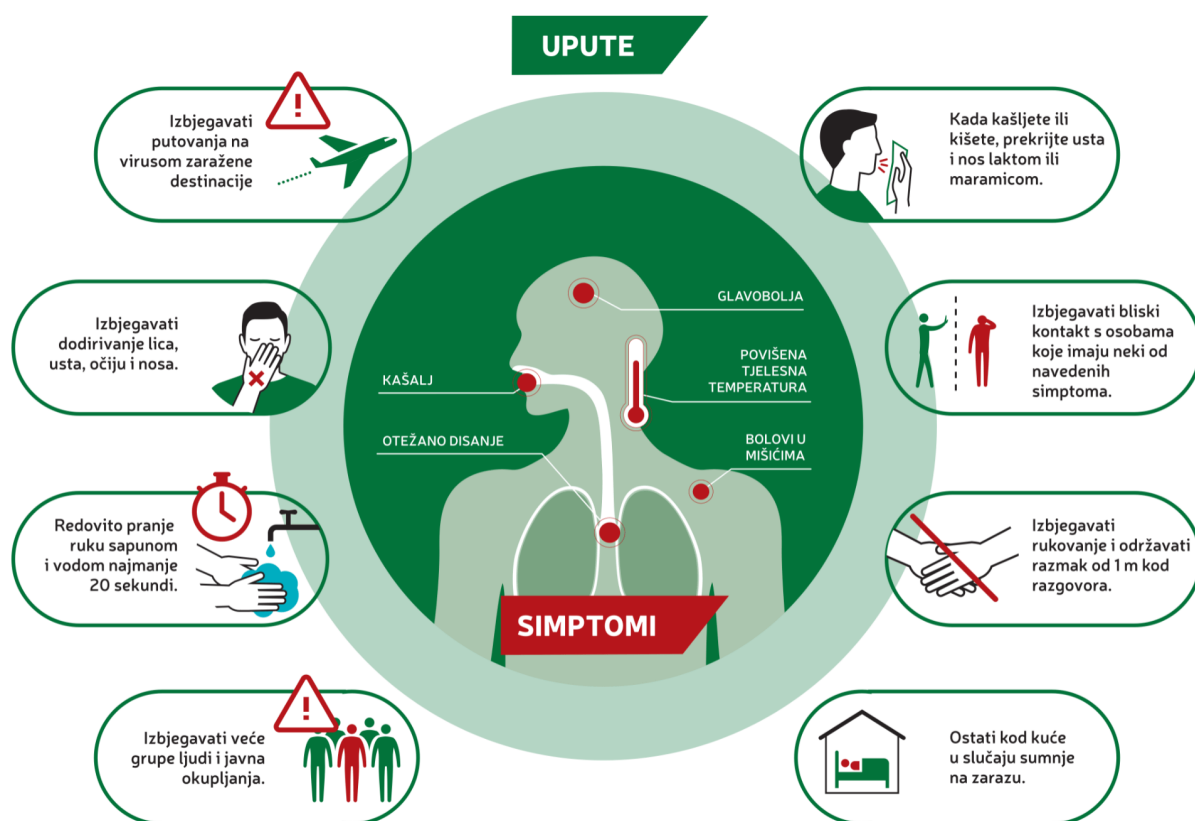 UPUTE
Izbjegavati
putovanja na
virusom zaražene
destinacije
Kada kašljete ili
kišete, prekrijte usta
i nos laktom ili
maramicom.
Izbjegavati
dodirivanje lica,
usta, očiju i nosa.
Izbjegavati bliski
kontakt s osobama
koje imaju neki od
navedenih
simptoma.
Redovito pranje
ruku sapunom
i vodom najmanje
20 sekundi.
Izbjegavati
rukovanje i održavati
razmak od 1 m kod
razgovora.
Izbjegavati veće
grupe ljudi i javna
okupljanja.
Ostati kod kuće
u slučaju sumnje
na zarazu.
GLAVOBOLJA
POVIŠENA
TJELESNA
TEMPERATURA
KAŠALJ
OTEŽANO DISANJE
BOLOVI U
MIŠIĆIMA
SIMPTOMI